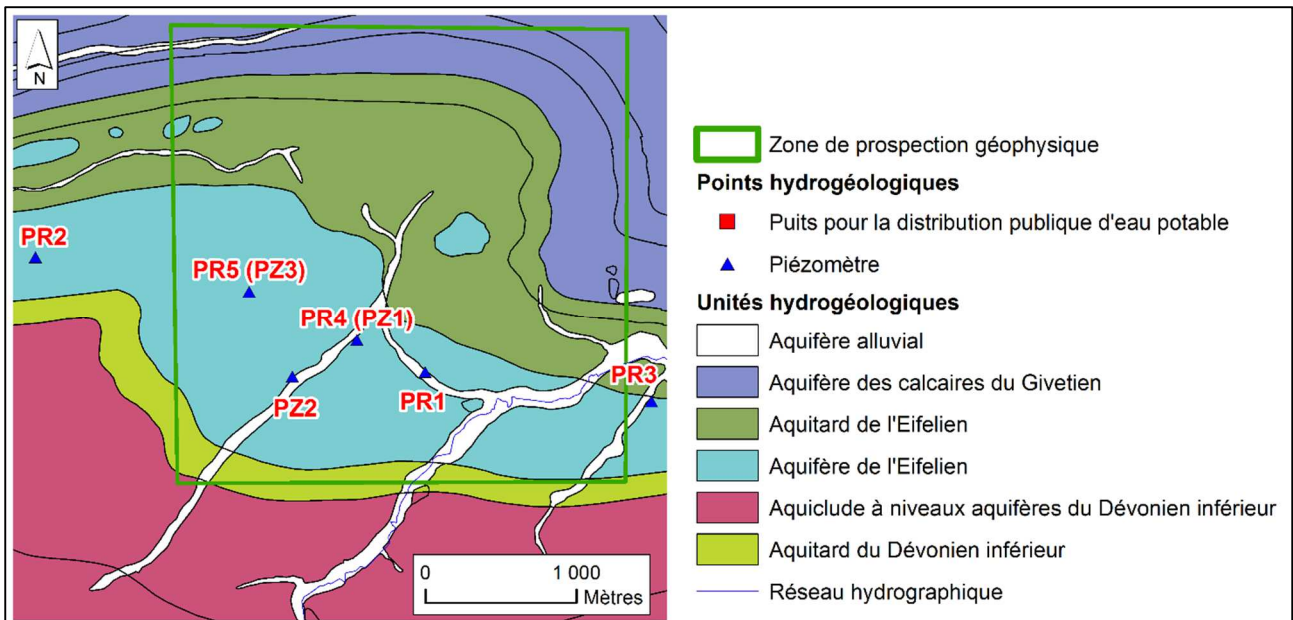 N
PR2
PR5 (PZ3)
PR4 (PZ1)
PZ2
PR1
PR3
0
1 000
Mètres
Zone de prospection géophysique
Points hydrogéologiques
Puits pour la distribution publique d'eau potable
Piézomètre
Unités hydrogéologiques
Aquifère alluvial
Aquifère des calcaires du Givetien
Aquitard de l'Eifelien
Aquifère de l'Eifelien
Aquiclude à niveaux aquifères du Dévonien inférieur
Aquitard du Dévonien inférieur
Réseau hydrographique